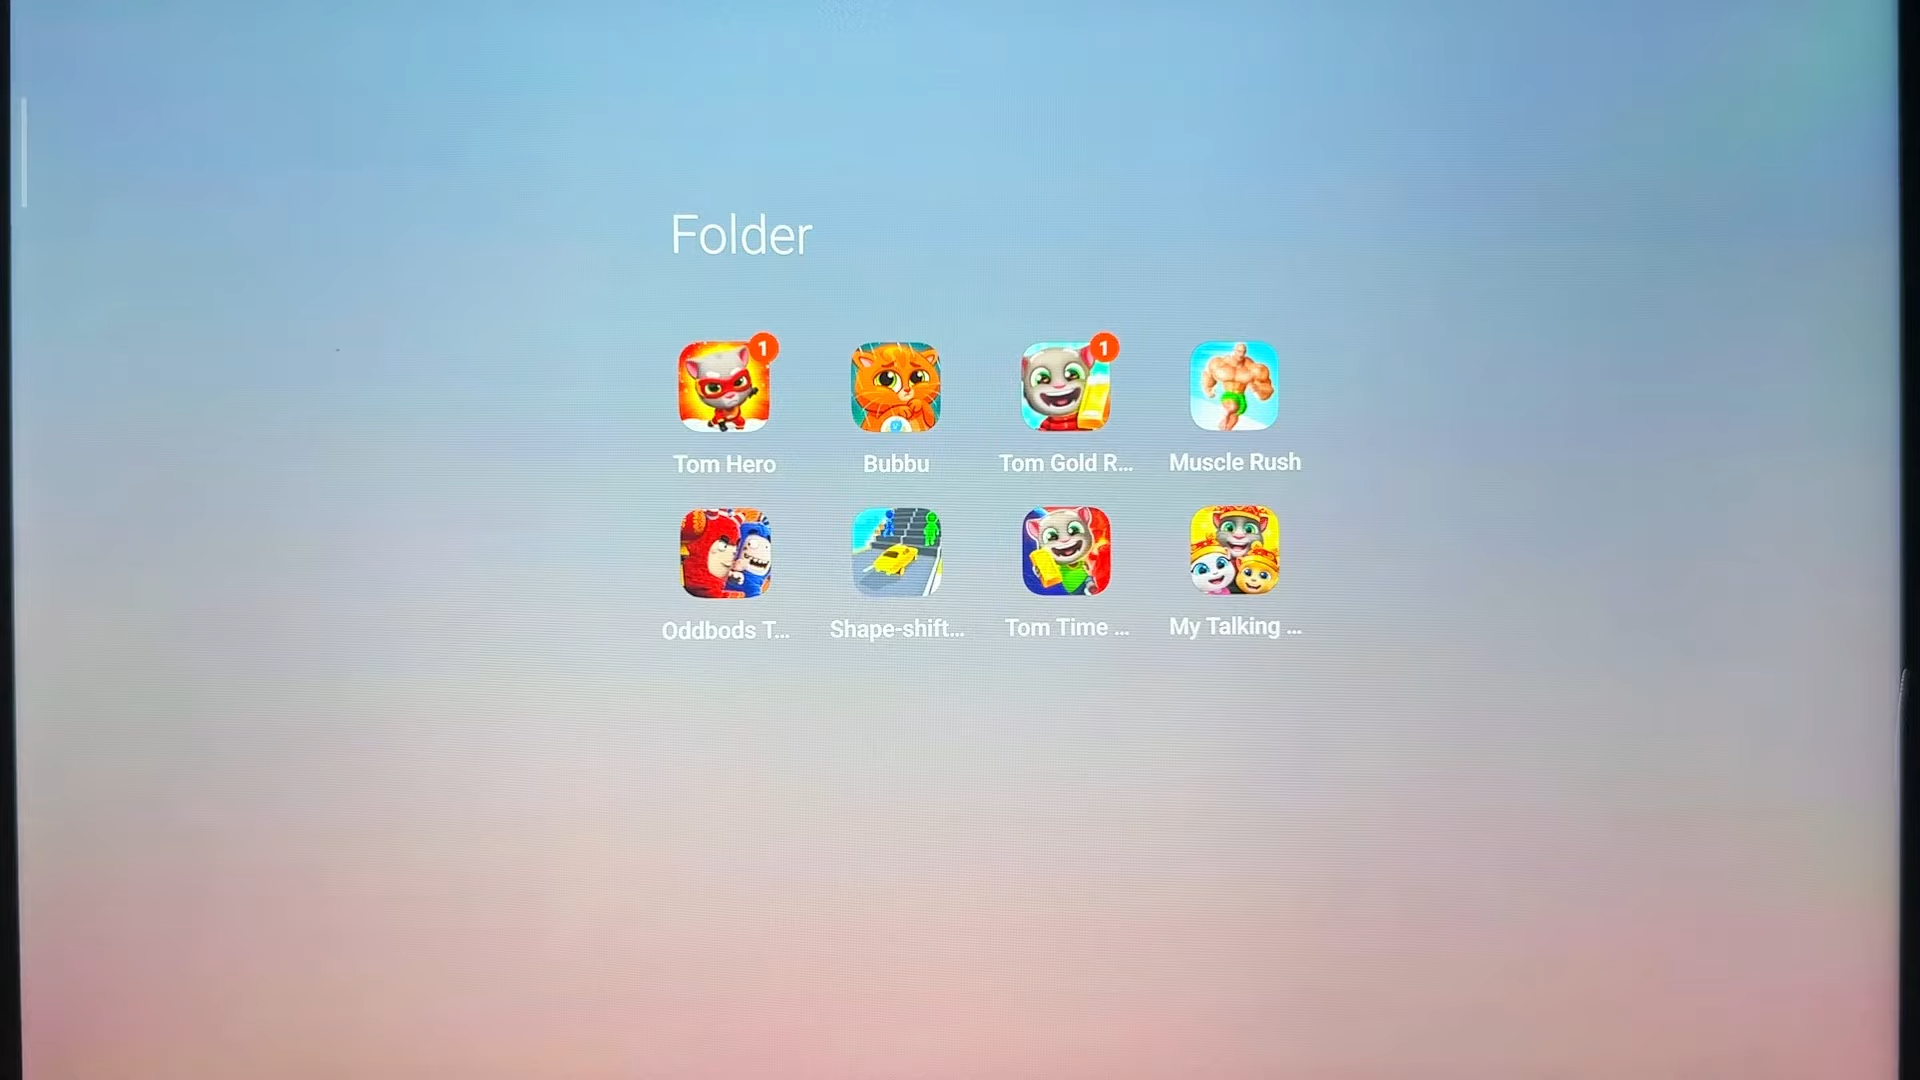 Folder
1
1
Tom Hero
Bubbu
Tom Gold R...
Muscle Rush
Oddbods T...
Shape-shift...
Tom Time ...
My Talking ...